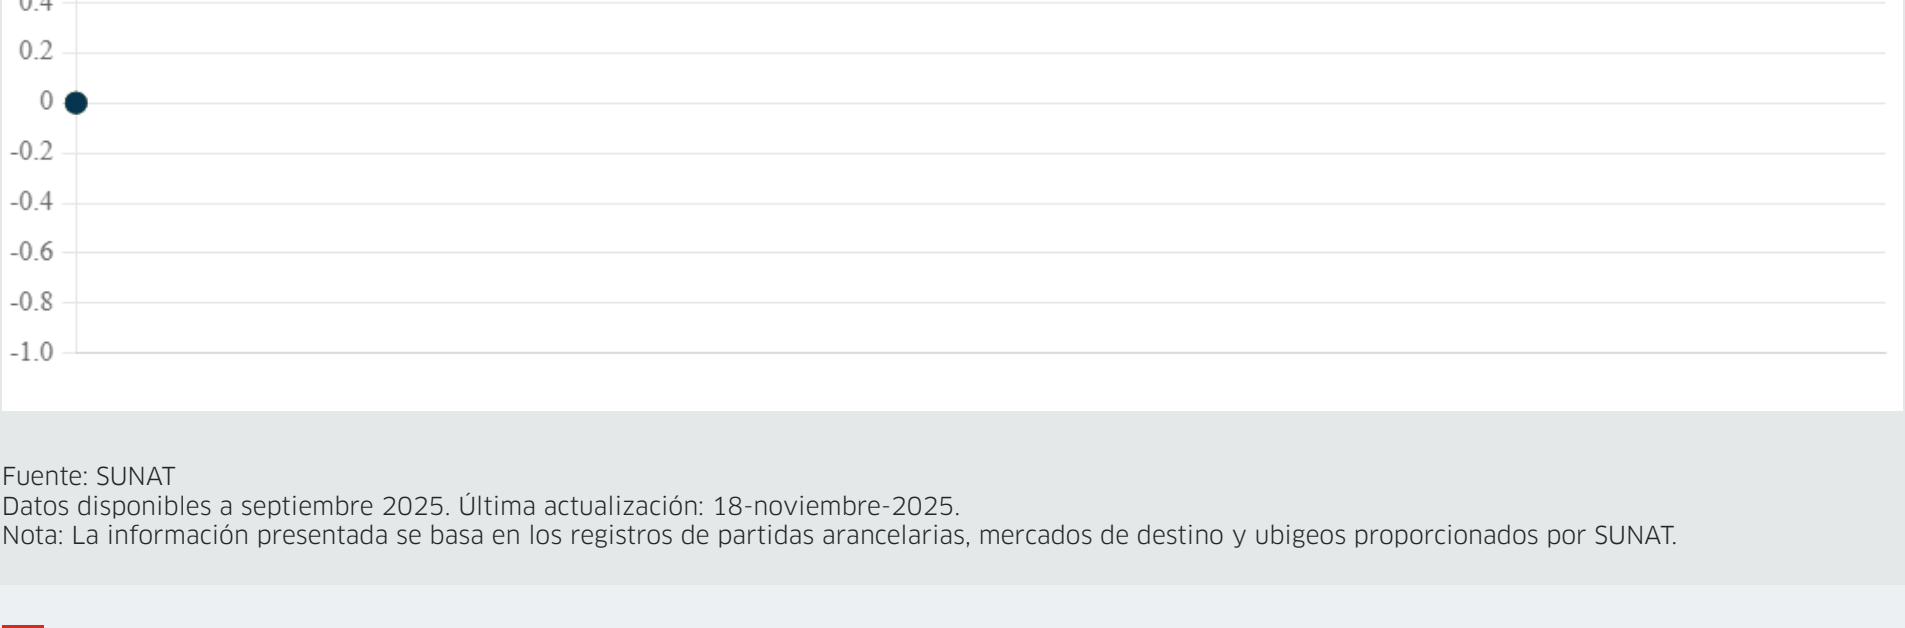 0.4
0.2
0
-0.2
-0.4
-0.6
-0.8
-1.0
Fuente: SUNAT
Datos disponibles a septiembre 2025. Última actualización: 18-noviembre-2025.
Nota: La información presentada se basa en los registros de partidas arancelarias, mercados de destino y ubigeos proporcionados por SUNAT.